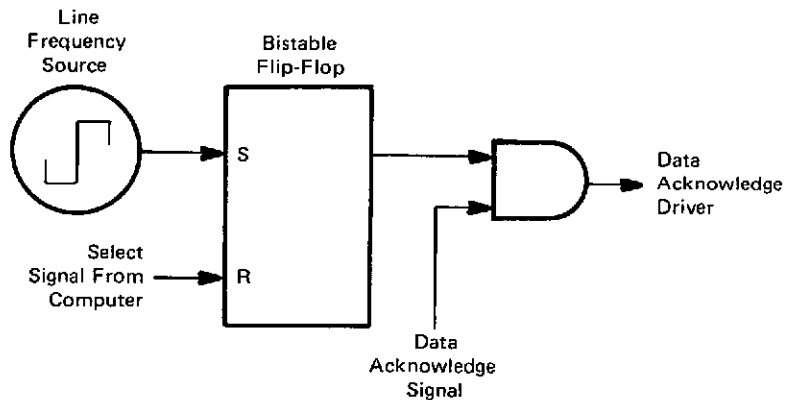 Line
Frequency
Source
Bistable
Flip-Flop
S
R
Select
Signal From
Computer
Data
Acknowledge
Signal
Data
Acknowledge
Driver